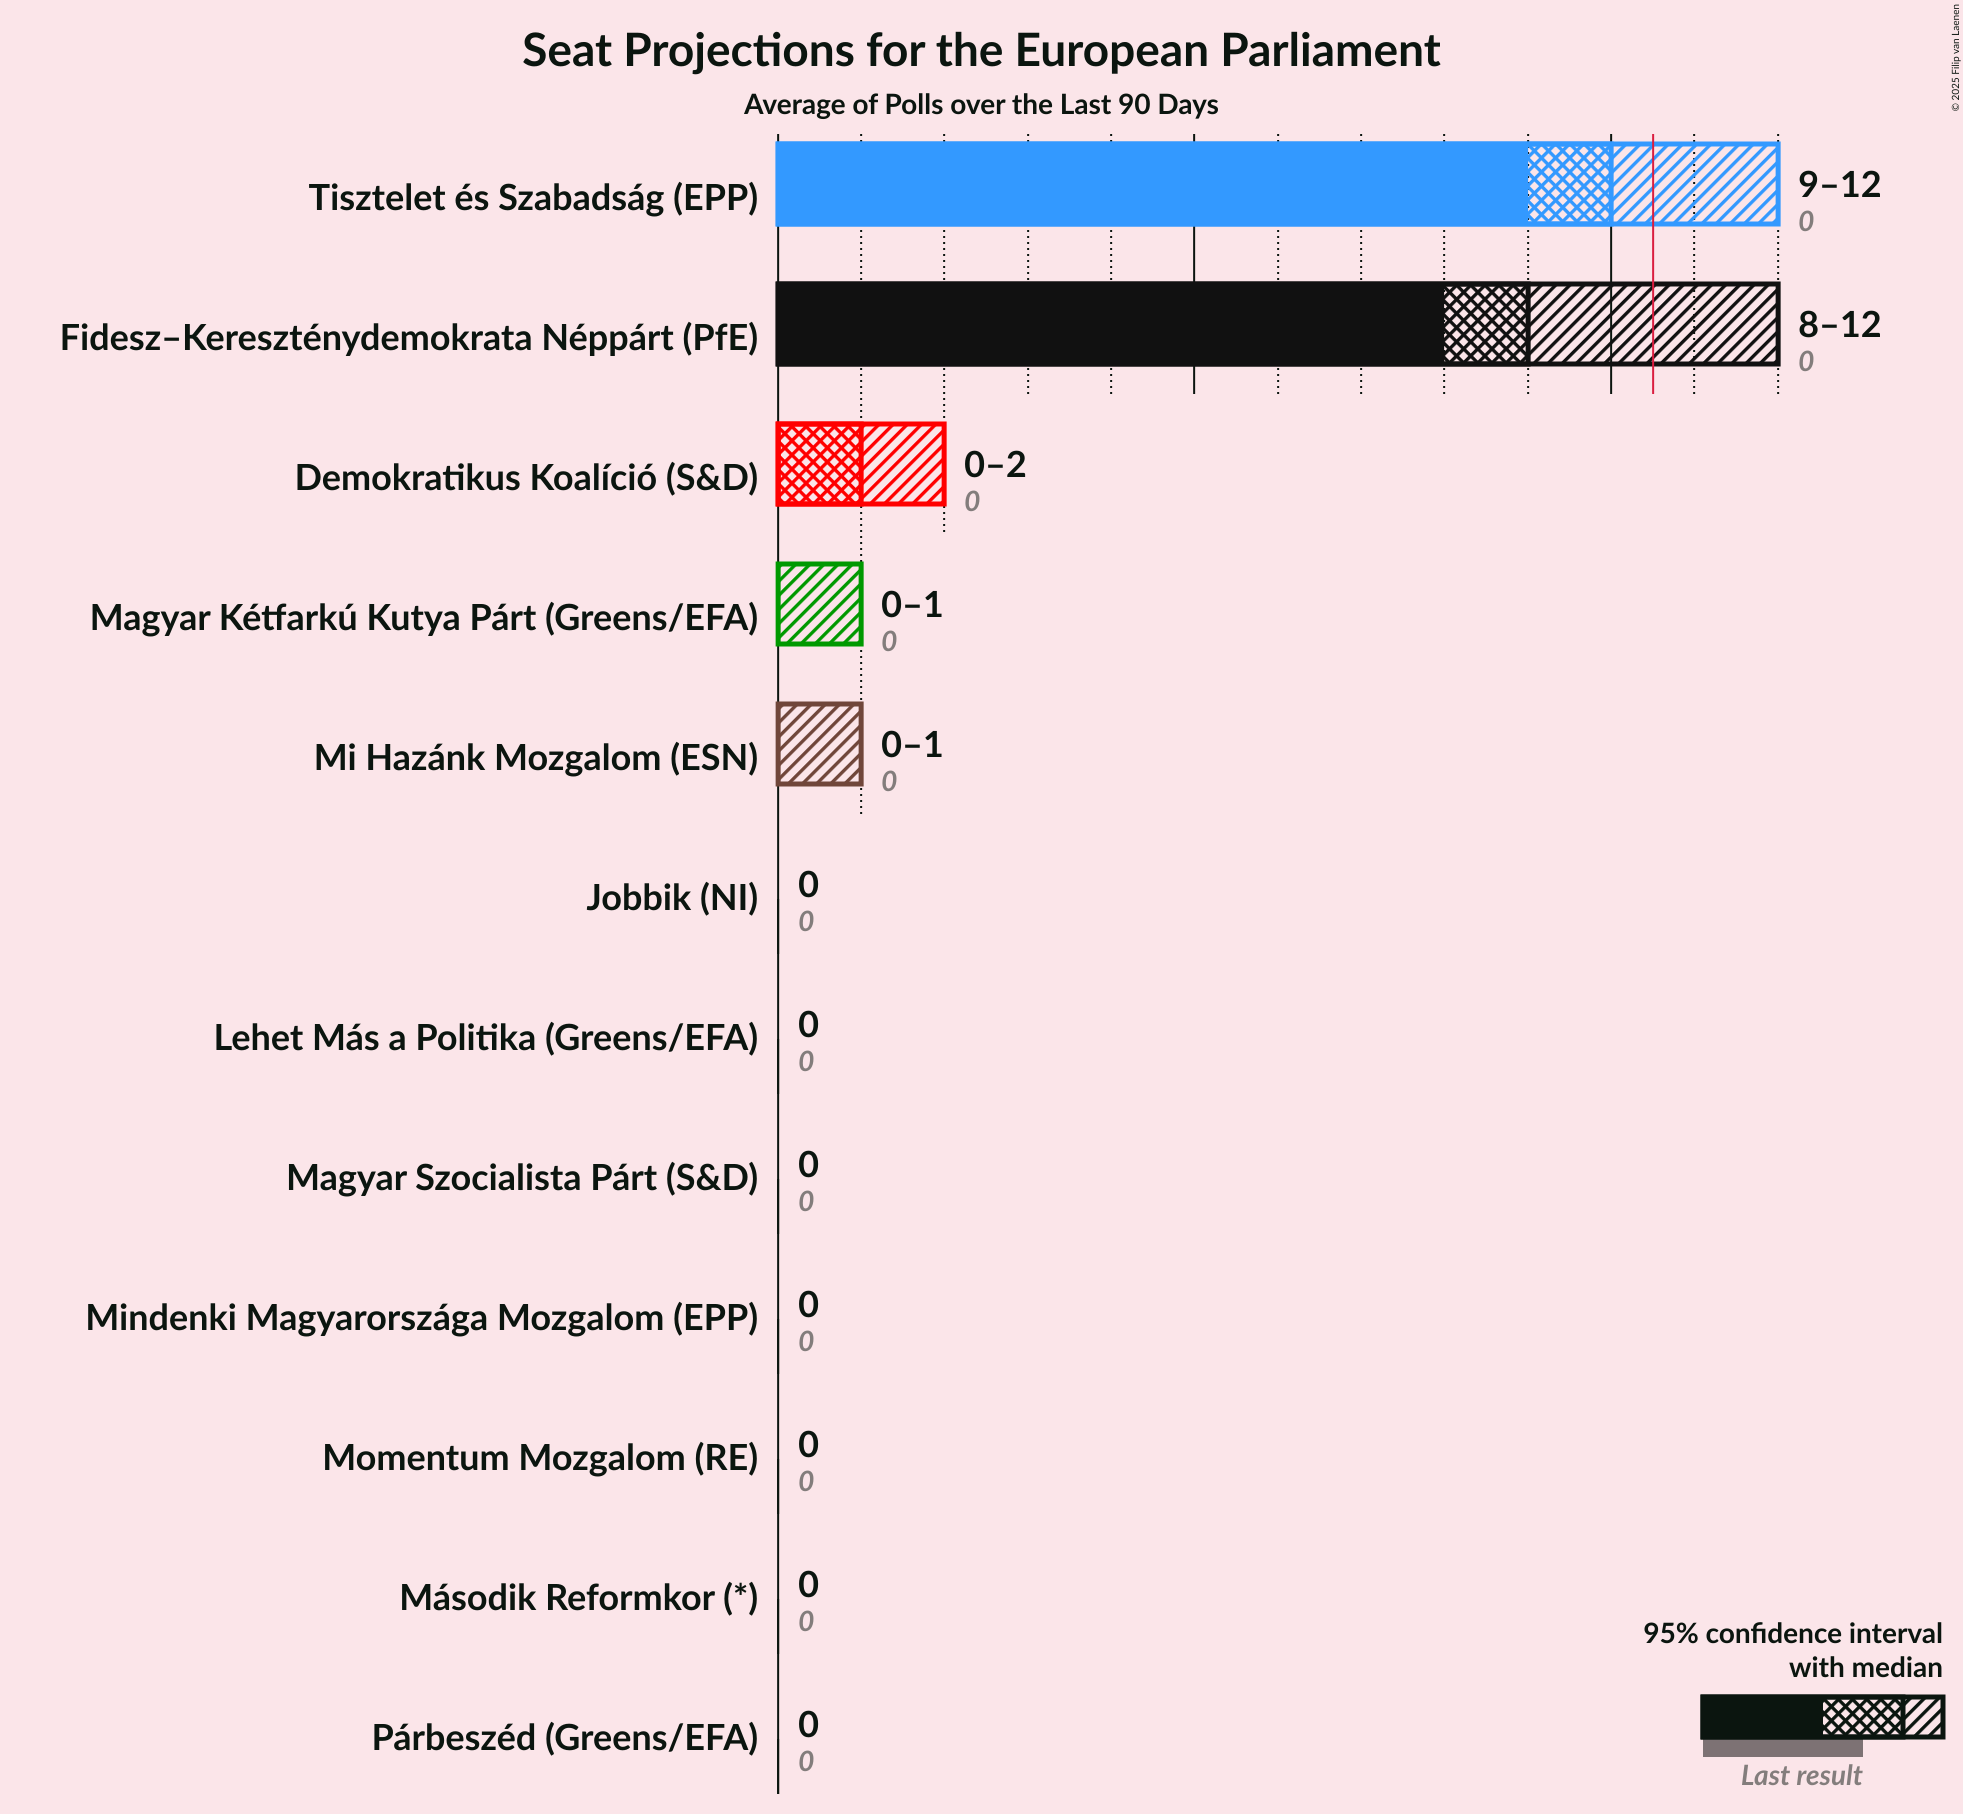 Seat Projections for the European Parliament
Average of Polls over the Last 90 Days
© 2025 Filip van Laenen
Tisztelet és Szabadság (EPP)
9–12
0
Fidesz–Kereszténydemokrata Néppárt (PfE)
8–12
0
Demokratikus Koalíció (S&D)
0–2
0
Magyar Kétfarkú Kutya Párt (Greens/EFA)
0–1
0
Mi Hazánk Mozgalom (ESN)
0–1
0
Jobbik (NI)
0
0
Lehet Más a Politika (Greens/EFA)
0
0
Magyar Szocialista Párt (S&D)
0
0
Mindenki Magyarországa Mozgalom (EPP)
0
0
Momentum Mozgalom (RE)
0
0
Második Reformkor (*)
0
0
Párbeszéd (Greens/EFA)
0
0
95% confidence interval
with median
Last result